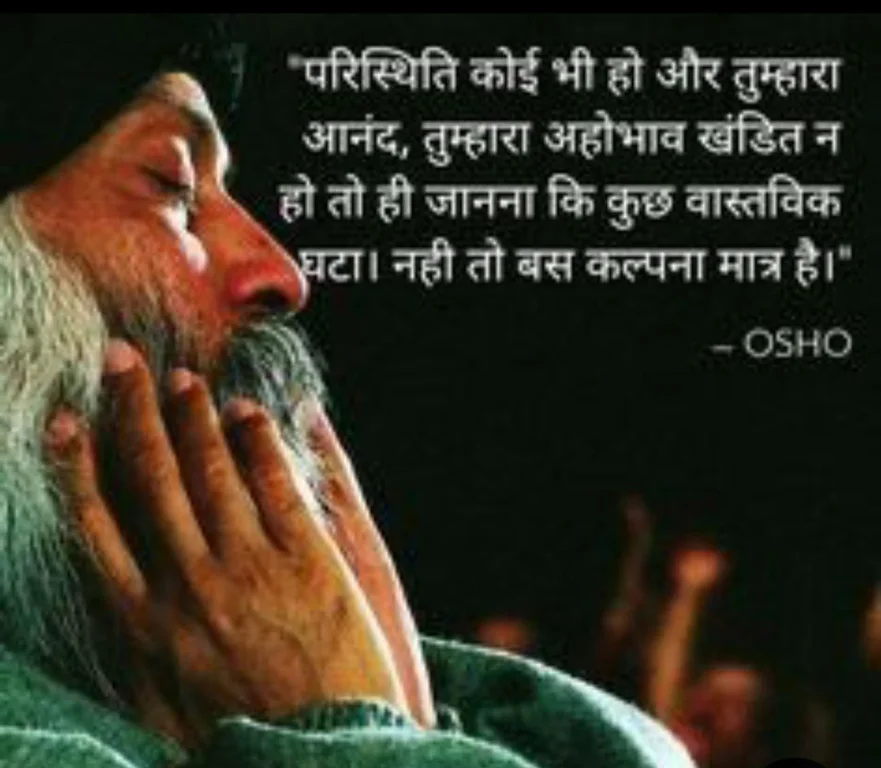 "परिस्थिति कोई भी हो और तुम्हारा
आनंद, तुम्हारा अहोभाव खंडित न
हो तो ही जानना कि कुछ वास्तविक
घटा। नही तो बस कल्पना मात्र है।"
– OSHO